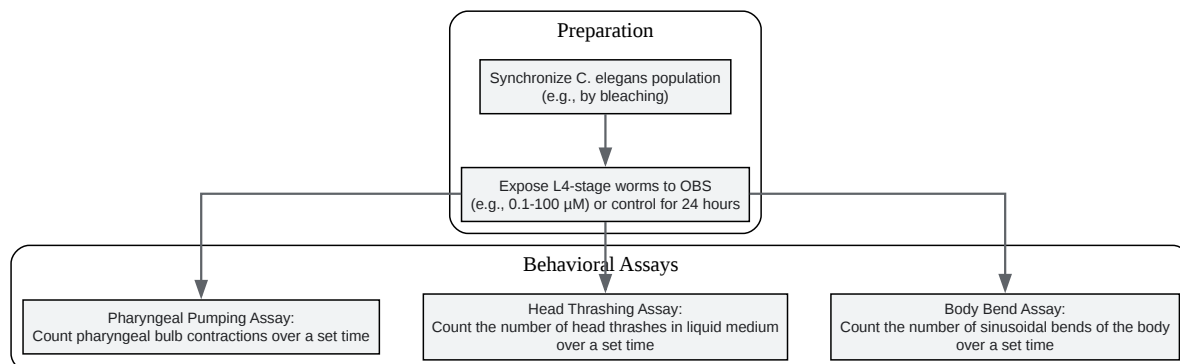 Preparation
Synchronize C. elegans population
(e.g., by bleaching)
Expose L4-stage worms to OBS
(e.g., 0.1-100 µM) or control for 24 hours
Behavioral Assays
Pharyngeal Pumping Assay:
Count pharyngeal bulb contractions over a set time
Head Thrashing Assay:
Count the number of head thrashes in liquid medium
over a set time
Body Bend Assay:
Count the number of sinusoidal bends of the body
over a set time